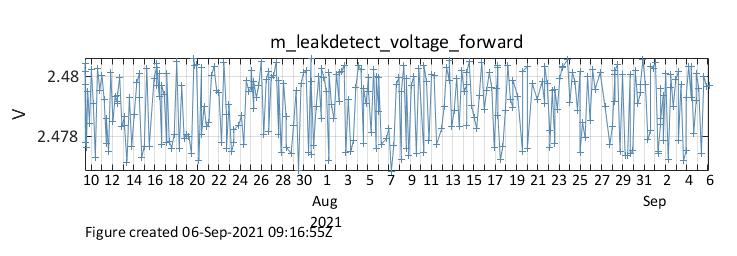 m_leakdetect_voltage_forward
2.48
V
2.478
10 12 14 16 18 20 22 24 26 28 30 1 3 5 7 9 11 13 15 17 19 21 23 25 27 29 31 2 4 6
Aug Sep
2021
Figure created 06-Sep-2021 09:16:55Z